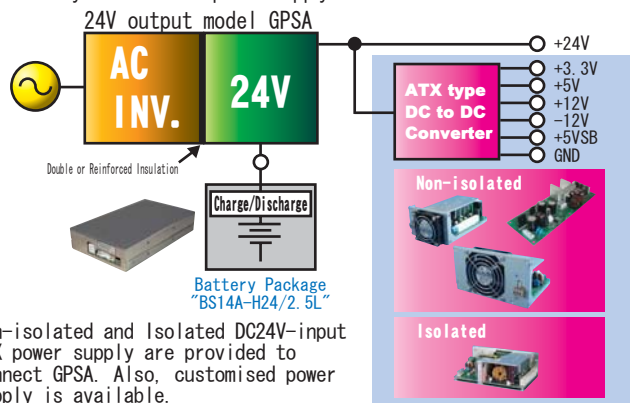 24V output model GPSA
AC
INV.
24V
Double or Reinforced Insulation
Charge/Discharge
Battery Package
"BS14A-H24/2.5L"
+24V
+3.3V
+5V
+12V
-12V
+5VSB
GND
ATX type
DC to DC
Converter
Non-isolated
Isolated
-isolated and Isolated DC24V-input
power supply are provided to
nnect GPSA. Also, customised power
pply is available.